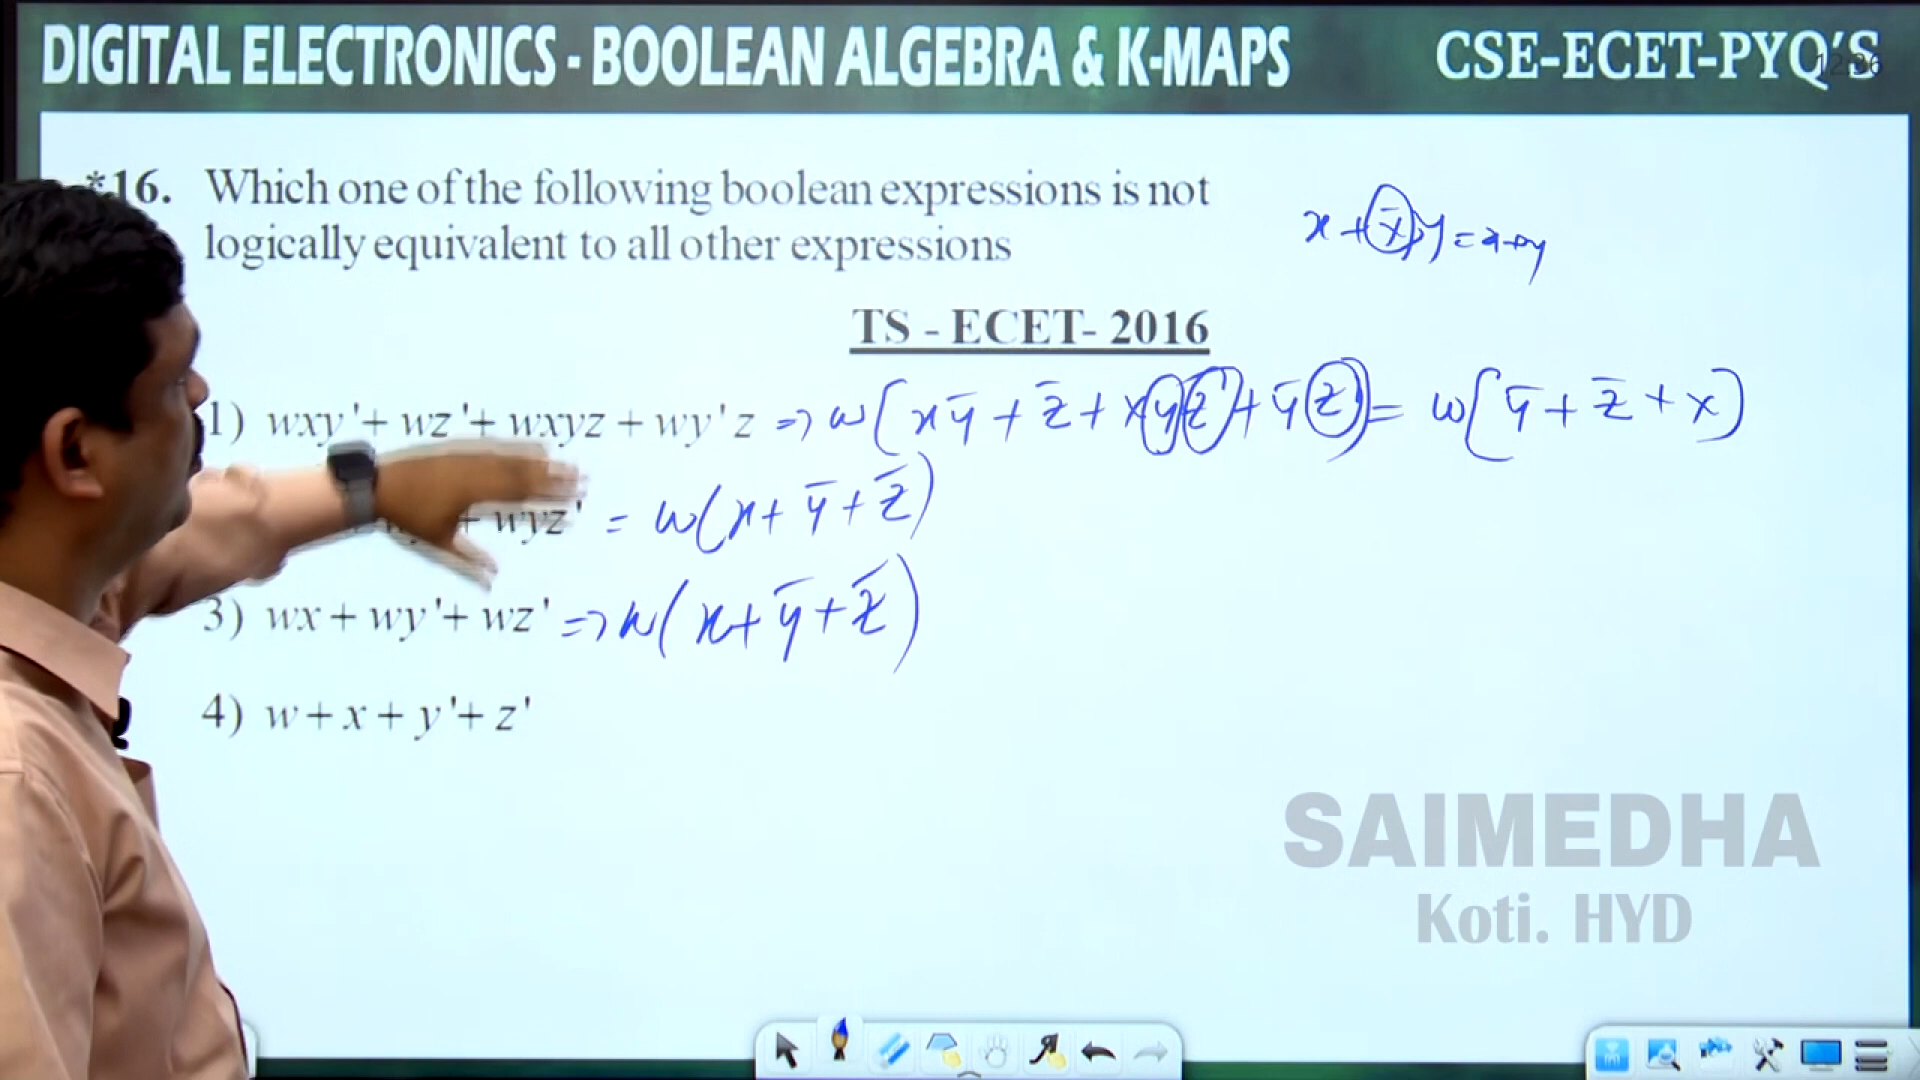 DIGITAL ELECTRONICS - BOOLEAN ALGEBRA & K-MAPS CSE-ECET-PYQ'S
12:36
*16. Which one of the following boolean expressions is not
logically equivalent to all other expressions
x + x̄y = x+y
TS - ECET- 2016
1) wxy'+ wz'+ wxyz + wy'z => w[xȳ + z̄ + xyz + ȳz] = w[ȳ + z̄ + x]
+ wyz' = w(x+ ȳ + z̄)
3) wx + wy'+ wz' => w(x+ ȳ + z̄)
4) w + x + y'+ z'
SAIMEDHA
Koti. HYD